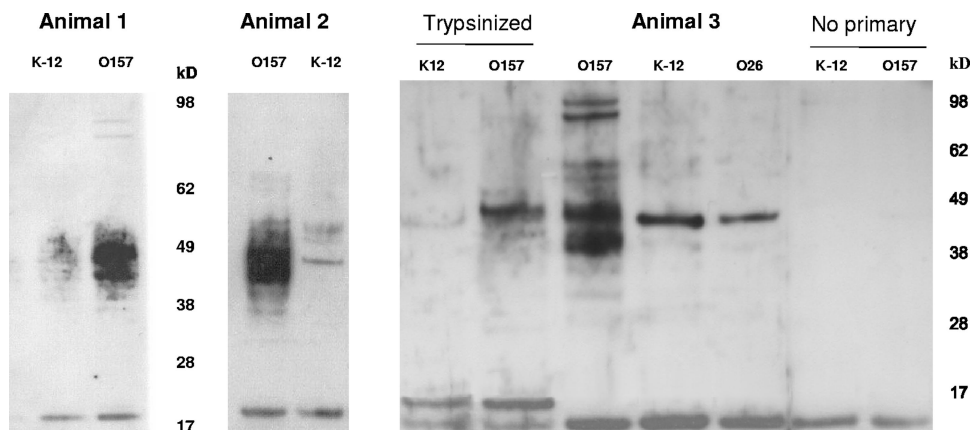 Animal 1
Animal 2
Trypsinized
Animal 3
No primary
K-12
O157
kD
O157
K-12
K12
O157
O157
K-12
O26
K-12
O157
kD
98
62
49
38
28
17
98
62
49
38
28
17